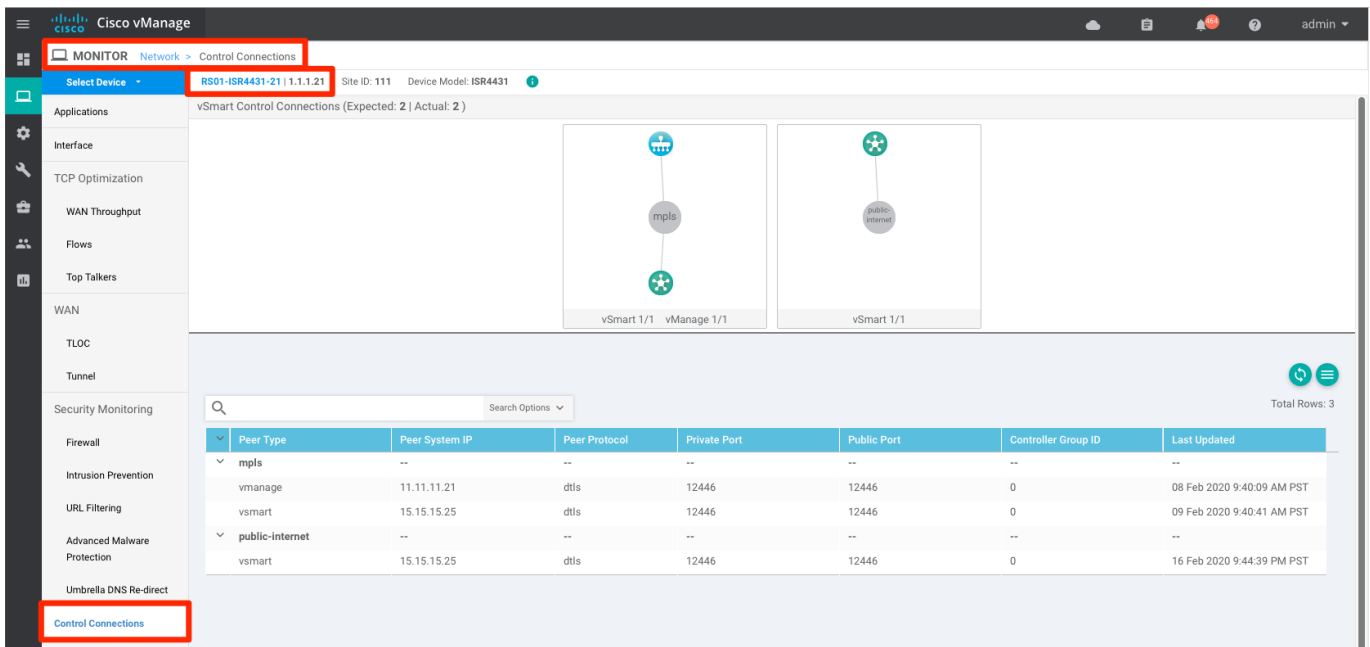 cisco Cisco vManage 464 admin
MONITOR Network > Control Connections
Select Device RS01-ISR4431-21 | 1.1.1.21 Site ID: 111 Device Model: ISR4431
vSmart Control Connections (Expected: 2 | Actual: 2 )
Applications
Interface
TCP Optimization
WAN Throughput
Flows
Top Talkers
WAN
TLOC
Tunnel
Security Monitoring
Firewall
Intrusion Prevention
URL Filtering
Advanced Malware
Protection
Umbrella DNS Re-direct
Control Connections
mpls
vSmart 1/1 vManage 1/1
public-
internet
vSmart 1/1
Search Options
Total Rows: 3
Peer Type Peer System IP Peer Protocol Private Port Public Port Controller Group ID Last Updated
mpls -- -- -- -- -- --
vmanage 11.11.11.21 dtls 12446 12446 0 08 Feb 2020 9:40:09 AM PST
vsmart 15.15.15.25 dtls 12446 12446 0 09 Feb 2020 9:40:41 AM PST
public-internet -- -- -- -- -- --
vsmart 15.15.15.25 dtls 12446 12446 0 16 Feb 2020 9:44:39 PM PST